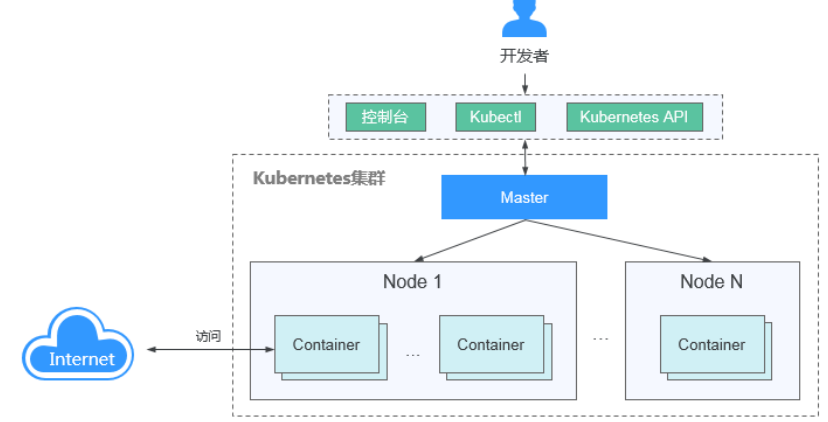 开发者
控制台
Kubectl
Kubernetes API
Kubernetes集群
Master
Node 1
Node N
Container
...
Container
...
Container
访问
Internet